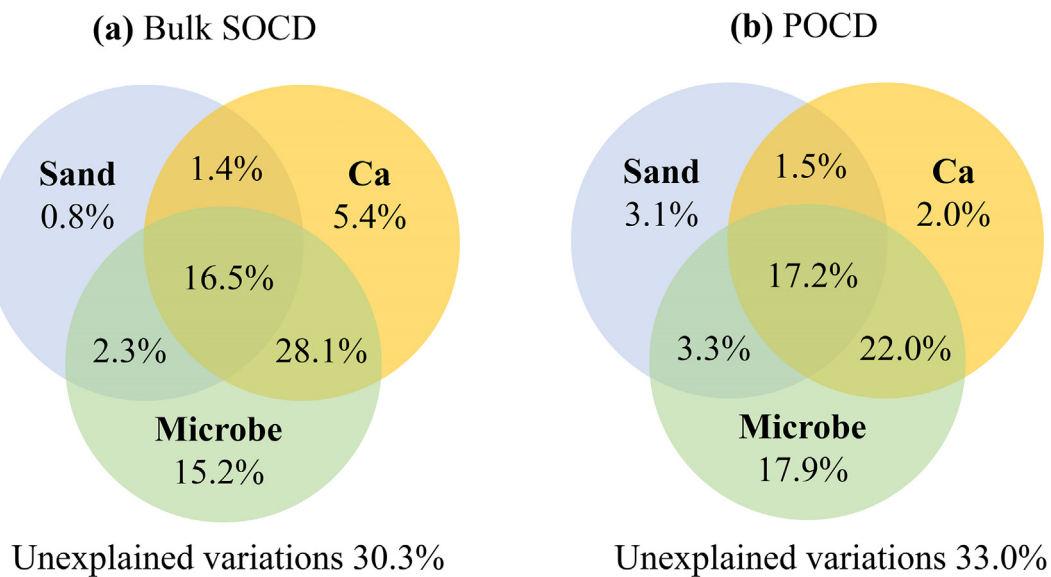 (a) Bulk SOCD
Sand
0.8%
1.4%
Ca
5.4%
16.5%
2.3%
28.1%
Microbe
15.2%
Unexplained variations 30.3%
(b) POCD
Sand
3.1%
1.5%
Ca
2.0%
17.2%
3.3%
22.0%
Microbe
17.9%
Unexplained variations 33.0%